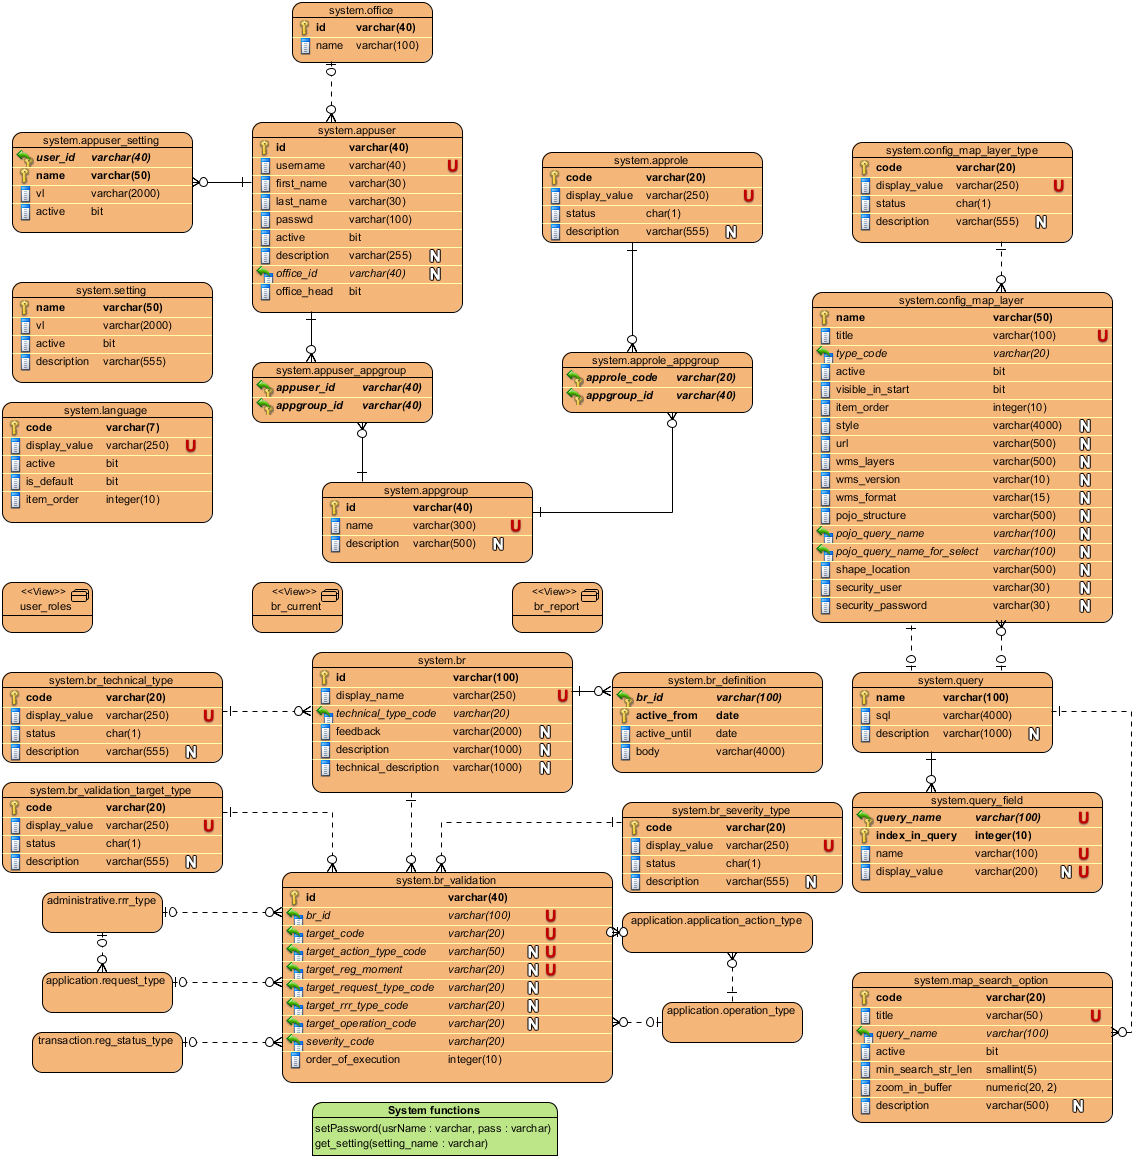 system.office
id varchar(40)
name varchar(100)
system.appuser_setting
user_id varchar(40)
name varchar(50)
vl varchar(2000)
active bit
system.appuser
id varchar(40)
username varchar(40) U
first_name varchar(30)
last_name varchar(30)
passwd varchar(100)
active bit
description varchar(255) N
office_id varchar(40) N
office_head bit
system.approle
code varchar(20)
display_value varchar(250) U
status char(1)
description varchar(555) N
system.config_map_layer_type
code varchar(20)
display_value varchar(250) U
status char(1)
description varchar(555) N
system.setting
name varchar(50)
vl varchar(2000)
active bit
description varchar(555)
system.config_map_layer
name varchar(50)
title varchar(100) U
type_code varchar(20)
active bit
visible_in_start bit
item_order integer(10)
style varchar(4000) N
url varchar(500) N
wms_layers varchar(500) N
wms_version varchar(10) N
wms_format varchar(15) N
pojo_structure varchar(500) N
pojo_query_name varchar(100) N
pojo_query_name_for_select varchar(100) N
shape_location varchar(500) N
security_user varchar(30) N
security_password varchar(30) N
system.appuser_appgroup
appuser_id varchar(40)
appgroup_id varchar(40)
system.approle_appgroup
approle_code varchar(20)
appgroup_id varchar(40)
system.language
code varchar(7)
display_value varchar(250) U
active bit
is_default bit
item_order integer(10)
system.appgroup
id varchar(40)
name varchar(300) U
description varchar(500) N
<<View>>
user_roles
<<View>>
br_current
<<View>>
br_report
system.br_technical_type
code varchar(20)
display_value varchar(250) U
status char(1)
description varchar(555) N
system.br
id varchar(100)
display_name varchar(250) U
technical_type_code varchar(20)
feedback varchar(2000) N
description varchar(1000) N
technical_description varchar(1000) N
system.br_definition
br_id varchar(100)
active_from date
active_until date
body varchar(4000)
system.query
name varchar(100)
sql varchar(4000)
description varchar(1000) N
system.br_validation_target_type
code varchar(20)
display_value varchar(250) U
status char(1)
description varchar(555) N
system.br_severity_type
code varchar(20)
display_value varchar(250) U
status char(1)
description varchar(555) N
system.query_field
query_name varchar(100) U
index_in_query integer(10)
name varchar(100) U
display_value varchar(200) N U
system.br_validation
id varchar(40)
br_id varchar(100) U
target_code varchar(20) U
target_action_type_code varchar(50) N U
target_reg_moment varchar(20) N U
target_request_type_code varchar(20) N
target_rrr_type_code varchar(20) N
target_operation_code varchar(20) N
severity_code varchar(20)
order_of_execution integer(10)
administrative.rrr_type
application.request_type
transaction.reg_status_type
application.application_action_type
application.operation_type
system.map_search_option
code varchar(20)
title varchar(50) U
query_name varchar(100)
active bit
min_search_str_len smallint(5)
zoom_in_buffer numeric(20, 2)
description varchar(500) N
System functions
setPassword(usrName : varchar, pass : varchar)
get_setting(setting_name : varchar)